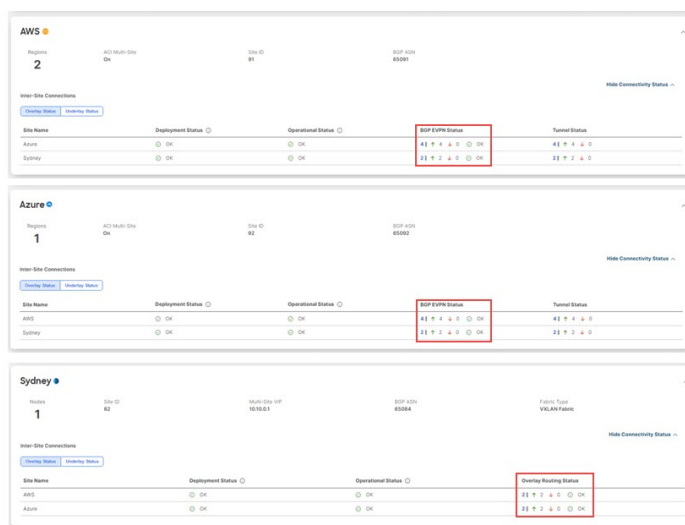 AWS
Regions ACI Multi-Site Site ID BGP ASN
2 On 91 65091
Hide Connectivity Status
Inter-Site Connections
Overlay Status Underlay Status
Site Name Deployment Status Operational Status BGP EVPN Status Tunnel Status
Azure OK OK 4 ↑ 4 ↓ 0 OK 4 ↑ 4 ↓ 0
Sydney OK OK 2 ↑ 2 ↓ 0 OK 2 ↑ 2 ↓ 0
Azure
Regions ACI Multi-Site Site ID BGP ASN
1 On 92 65092
Hide Connectivity Status
Inter-Site Connections
Overlay Status Underlay Status
Site Name Deployment Status Operational Status BGP EVPN Status Tunnel Status
AWS OK OK 4 ↑ 4 ↓ 0 OK 4 ↑ 4 ↓ 0
Sydney OK OK 2 ↑ 2 ↓ 0 OK 2 ↑ 2 ↓ 0
Sydney
Nodes Site ID Multi-Site VIP BGP ASN Fabric Type
1 82 10.10.0.1 65084 VXLAN Fabric
Hide Connectivity Status
Inter-Site Connections
Overlay Status Underlay Status
Site Name Deployment Status Operational Status Overlay Routing Status
AWS OK OK 2 ↑ 2 ↓ 0 OK
Azure OK OK 2 ↑ 2 ↓ 0 OK